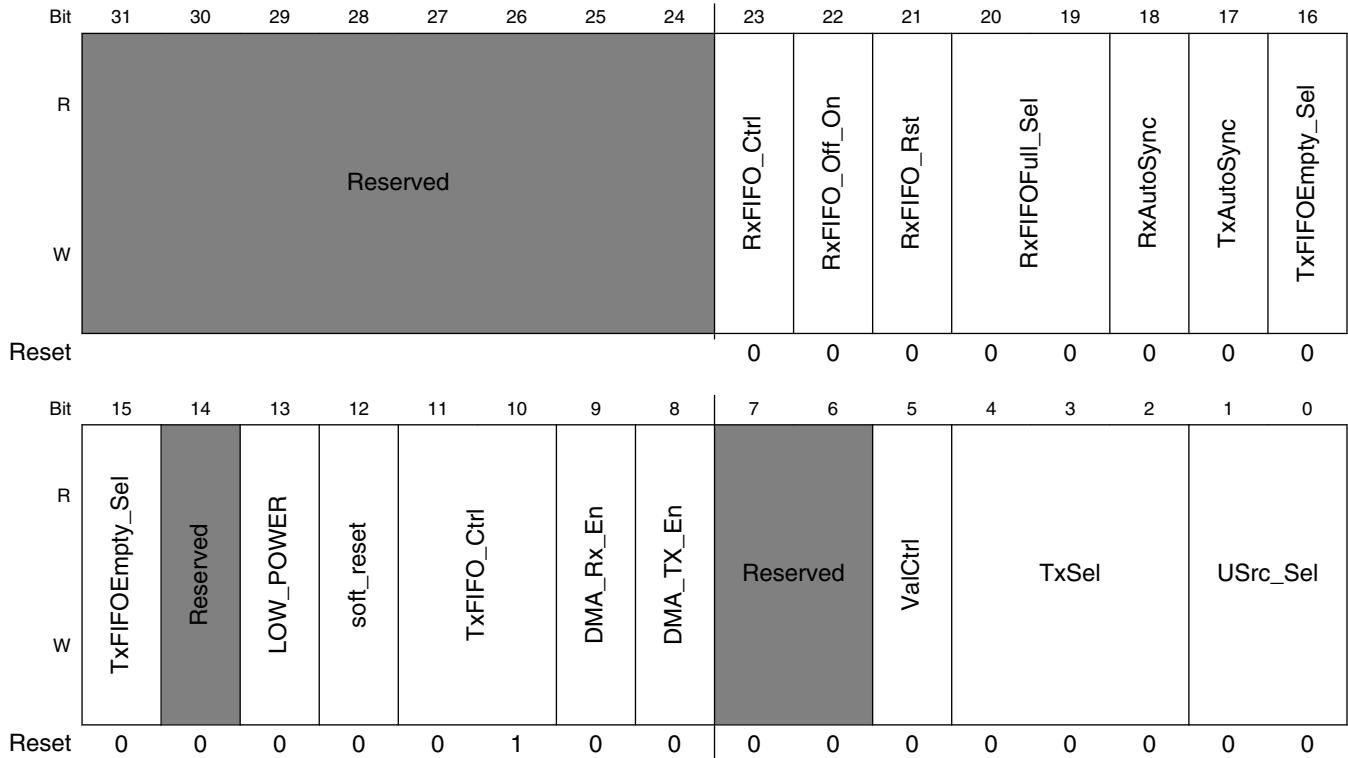 Bit 31 30 29 28 27 26 25 24 23 22 21 20 19 18 17 16
R
W
Reserved
RxFIFO_Ctrl
RxFIFO_Off_On
RxFIFO_Rst
RxFIFOFull_Sel
RxAutoSync
TxAutoSync
TxFIFOEmpty_Sel
Reset 0 0 0 0 0 0 0 0
Bit 15 14 13 12 11 10 9 8 7 6 5 4 3 2 1 0
R
W
TxFIFOEmpty_Sel
Reserved
LOW_POWER
soft_reset
TxFIFO_Ctrl
DMA_Rx_En
DMA_TX_En
Reserved
ValCtrl
TxSel
USrc_Sel
Reset 0 0 0 0 0 1 0 0 0 0 0 0 0 0 0 0